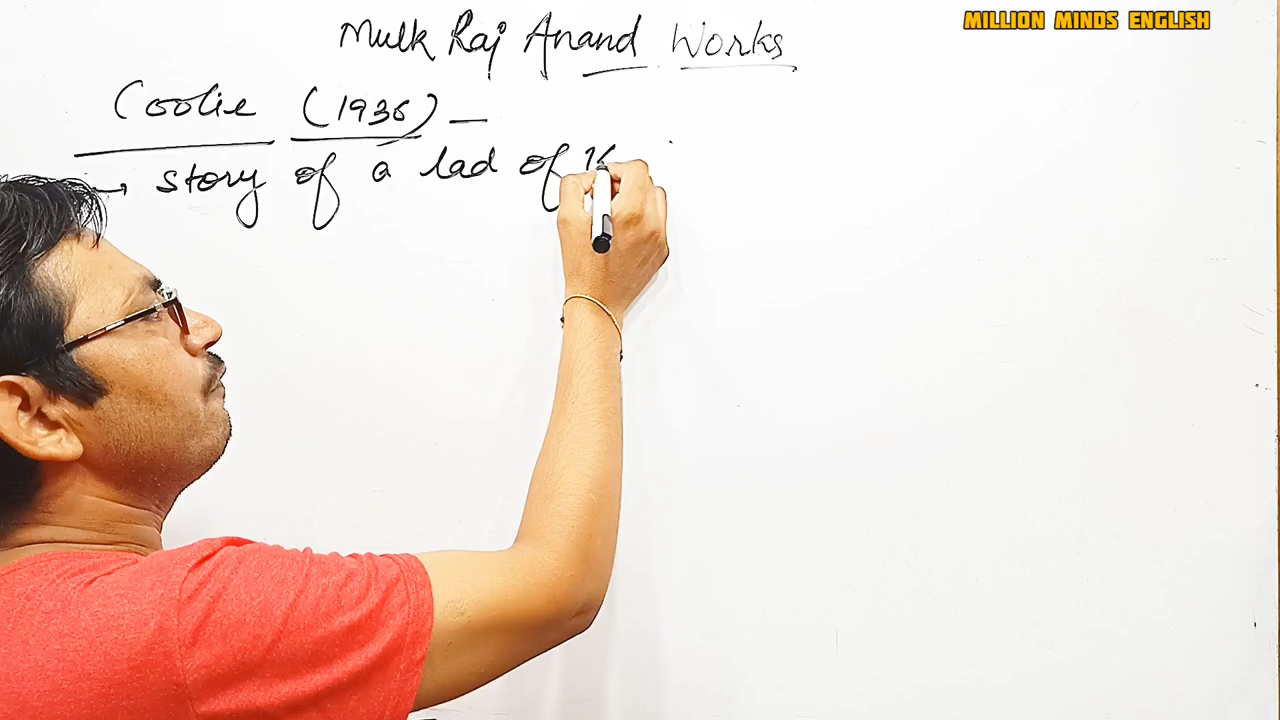 MILLION MINDS ENGLISH
Mulk Raj Anand Works
Coolie (1936) —
→ story of a lad of